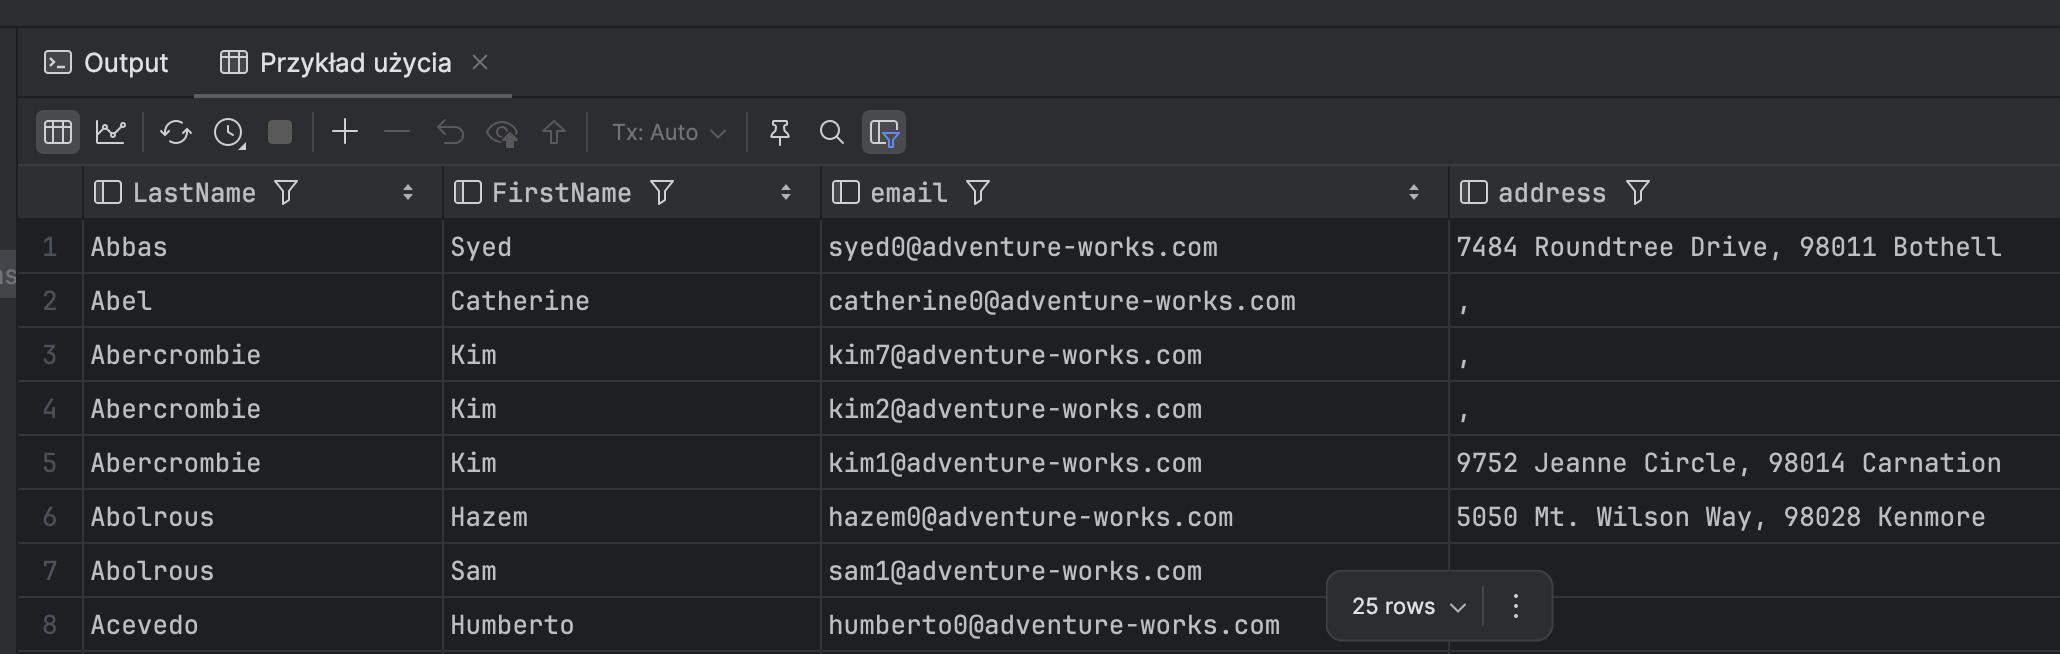 Output Przykład użycia
Tx: Auto
LastName FirstName email address
1 Abbas Syed syed0@adventure-works.com 7484 Roundtree Drive, 98011 Bothell
2 Abel Catherine catherine0@adventure-works.com ,
3 Abercrombie Kim kim7@adventure-works.com ,
4 Abercrombie Kim kim2@adventure-works.com ,
5 Abercrombie Kim kim1@adventure-works.com 9752 Jeanne Circle, 98014 Carnation
6 Abolrous Hazem hazem0@adventure-works.com 5050 Mt. Wilson Way, 98028 Kenmore
7 Abolrous Sam sam1@adventure-works.com
25 rows
8 Acevedo Humberto humberto0@adventure-works.com